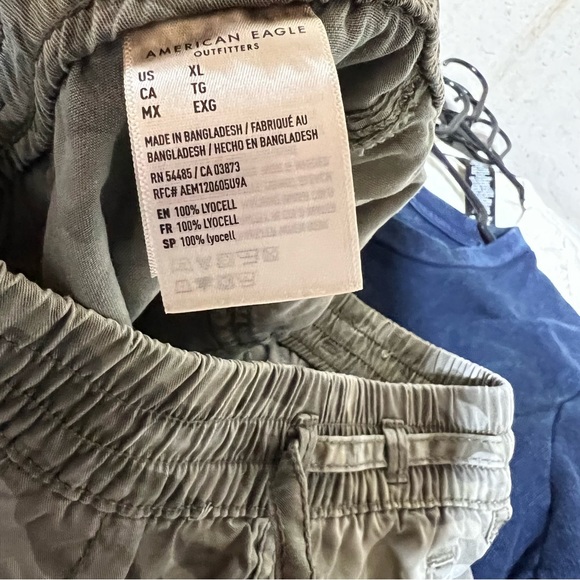 AMERICAN EAGLE
OUTFITTERS
US XL
CA TG
MX EXG
MADE IN BANGLADESH / FABRIQUÉ AU
BANGLADESH / HECHO EN BANGLADESH
RN 54485 / CA 03873
RFC# AEM120605U9A
EN 100% LYOCELL
FR 100% LYOCELL
SP 100% lyocell